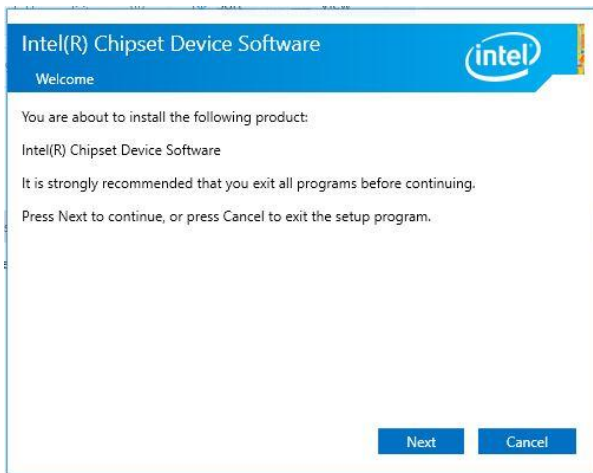 Intel(R) Chipset Device Software
intel
Welcome
You are about to install the following product:
Intel(R) Chipset Device Software
It is strongly recommended that you exit all programs before continuing.
Press Next to continue, or press Cancel to exit the setup program.
Next
Cancel